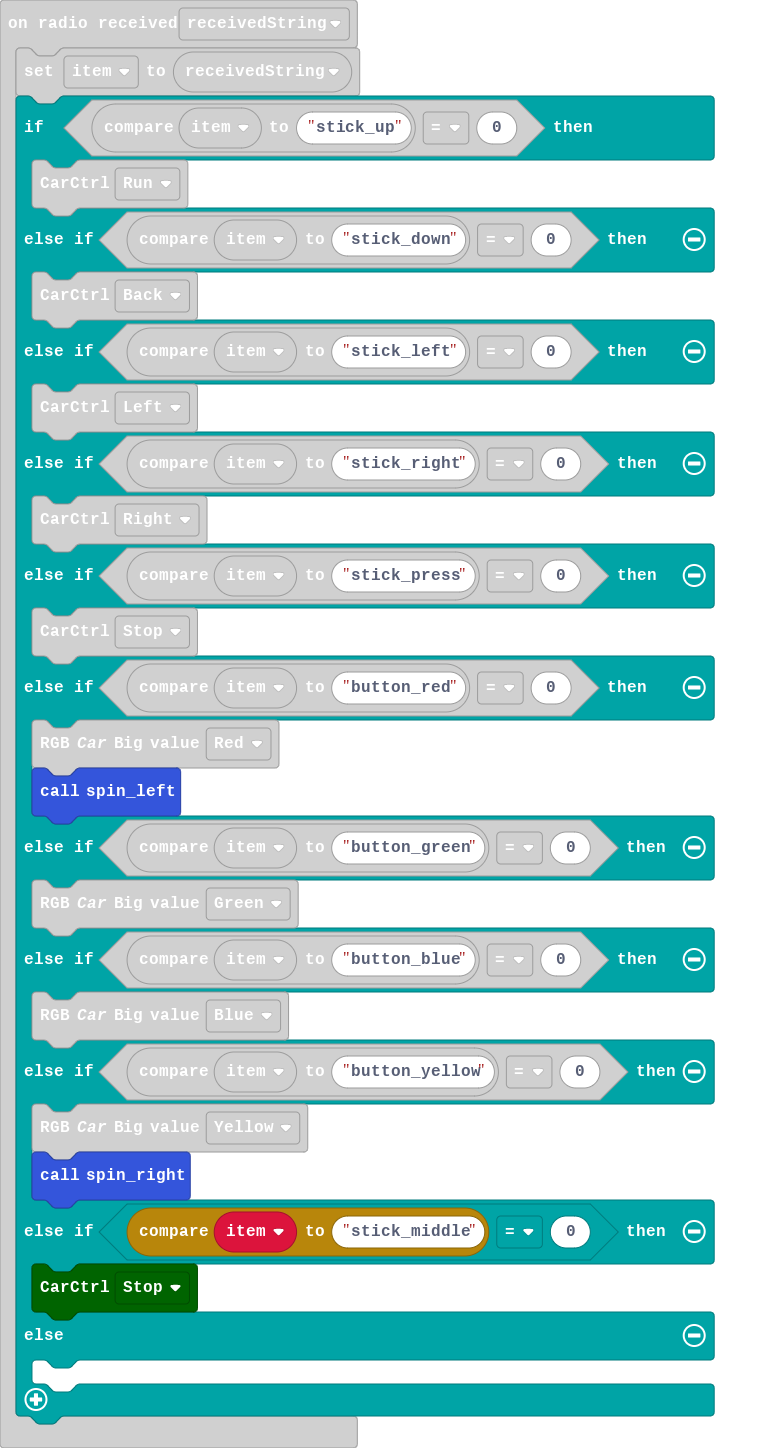 on radio received receivedString
set item to receivedString
if compare item to "stick_up" = 0 then
CarCtrl Run
else if compare item to "stick_down" = 0 then
CarCtrl Back
else if compare item to "stick_left" = 0 then
CarCtrl Left
else if compare item to "stick_right" = 0 then
CarCtrl Right
else if compare item to "stick_press" = 0 then
CarCtrl Stop
else if compare item to "button_red" = 0 then
RGB Car Big value Red
call spin_left
else if compare item to "button_green" = 0 then
RGB Car Big value Green
else if compare item to "button_blue" = 0 then
RGB Car Big value Blue
else if compare item to "button_yellow" = 0 then
RGB Car Big value Yellow
call spin_right
else if compare item to "stick_middle" = 0 then
CarCtrl Stop
else